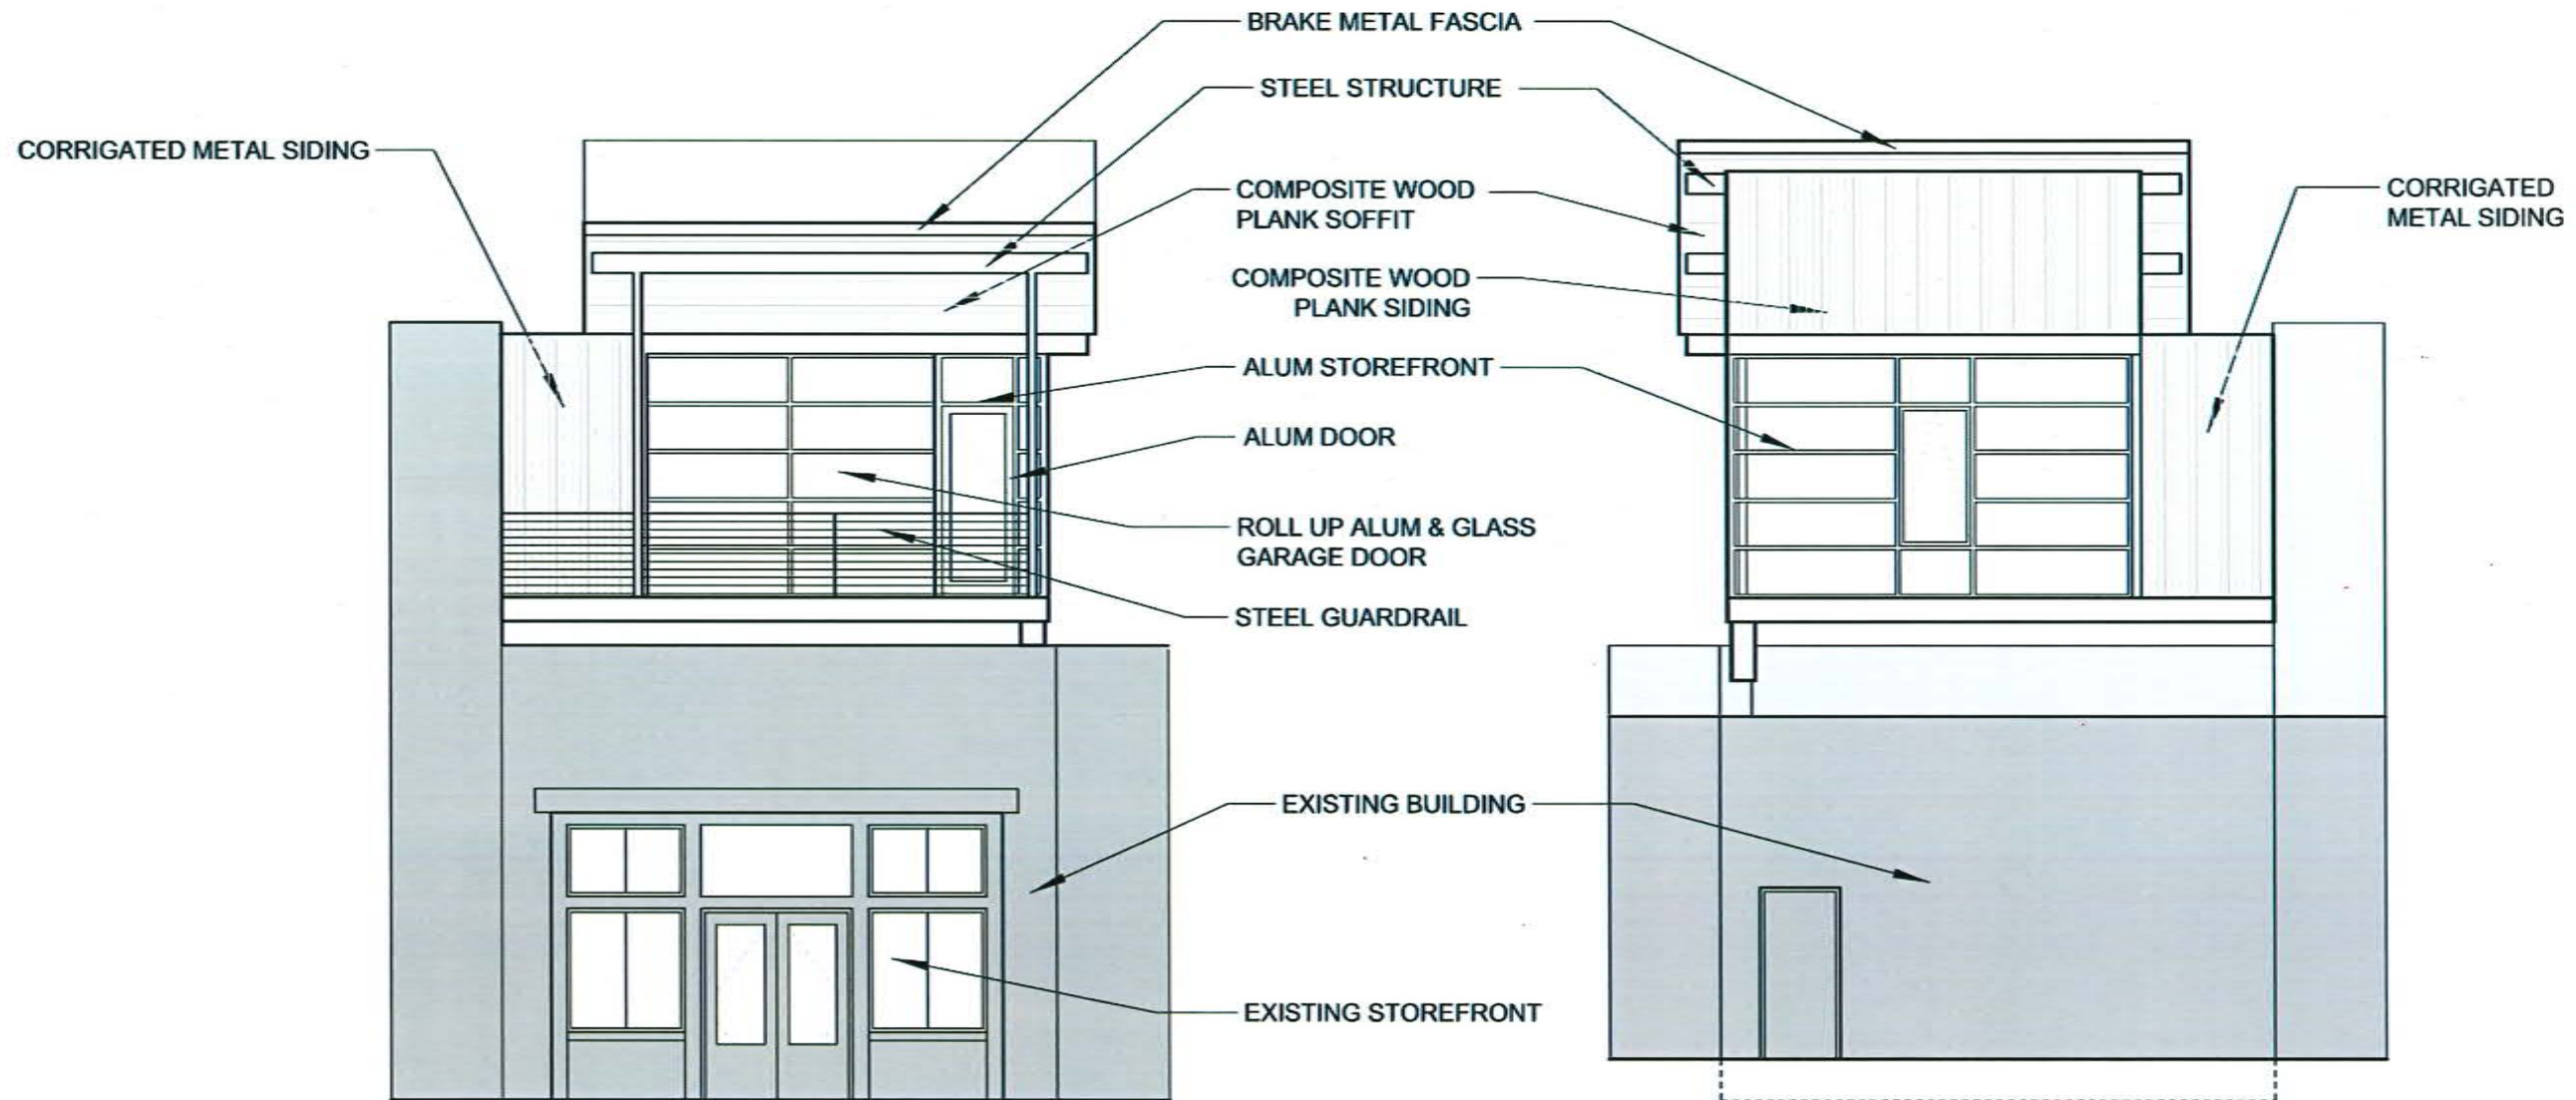 BRAKE METAL FASCIA
STEEL STRUCTURE
CORRIGATED METAL SIDING
COMPOSITE WOOD
PLANK SOFFIT
CORRIGATED
METAL SIDING
COMPOSITE WOOD
PLANK SIDING
ALUM STOREFRONT
ALUM DOOR
ROLL UP ALUM & GLASS
GARAGE DOOR
STEEL GUARDRAIL
EXISTING BUILDING
EXISTING STOREFRONT